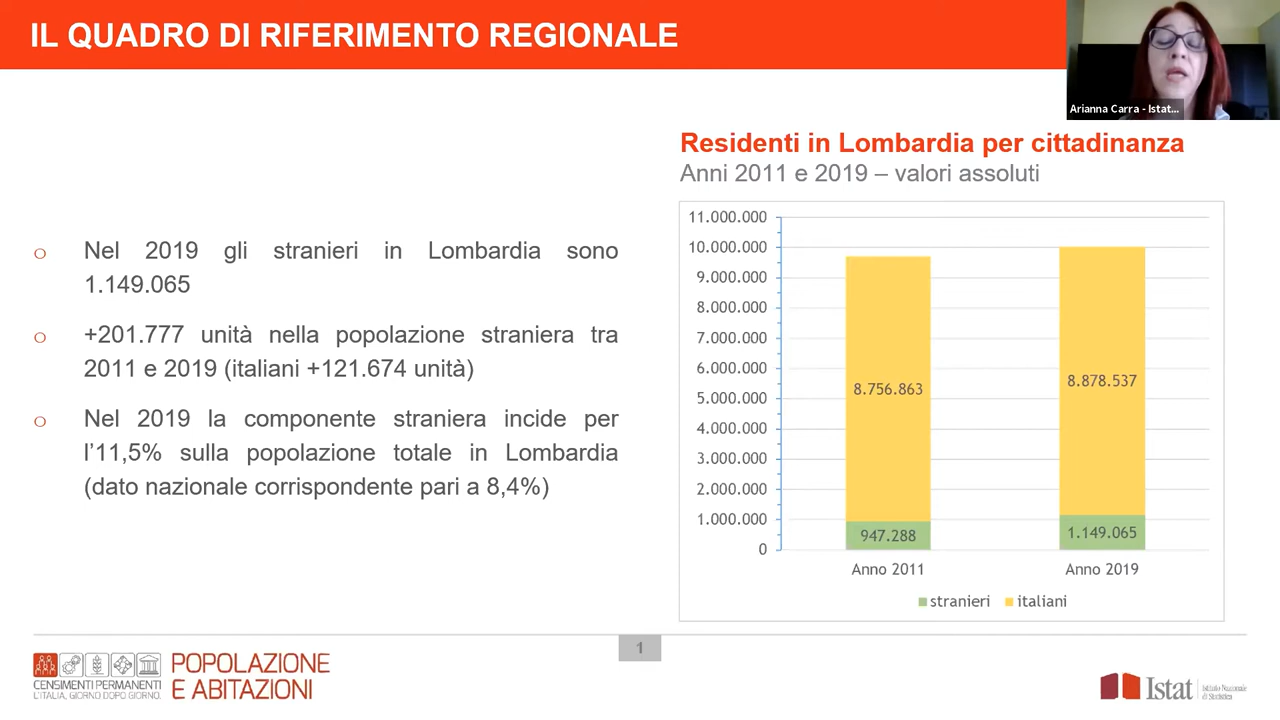 IL QUADRO DI RIFERIMENTO REGIONALE
Arianna Carra - Istat...
Residenti in Lombardia per cittadinanza
Anni 2011 e 2019 – valori assoluti
o Nel 2019 gli stranieri in Lombardia sono
1.149.065
o +201.777 unità nella popolazione straniera tra
2011 e 2019 (italiani +121.674 unità)
o Nel 2019 la componente straniera incide per
l'11,5% sulla popolazione totale in Lombardia
(dato nazionale corrispondente pari a 8,4%)
11.000.000
10.000.000
9.000.000
8.000.000
7.000.000
6.000.000
5.000.000
4.000.000
3.000.000
2.000.000
1.000.000
0
8.756.863
8.878.537
947.288
1.149.065
Anno 2011
Anno 2019
stranieri italiani
1
CENSIMENTI PERMANENTI
L'ITALIA, GIORNO DOPO GIORNO.
POPOLAZIONE
E ABITAZIONI
Istat
Istituto Nazionale
di Statistica